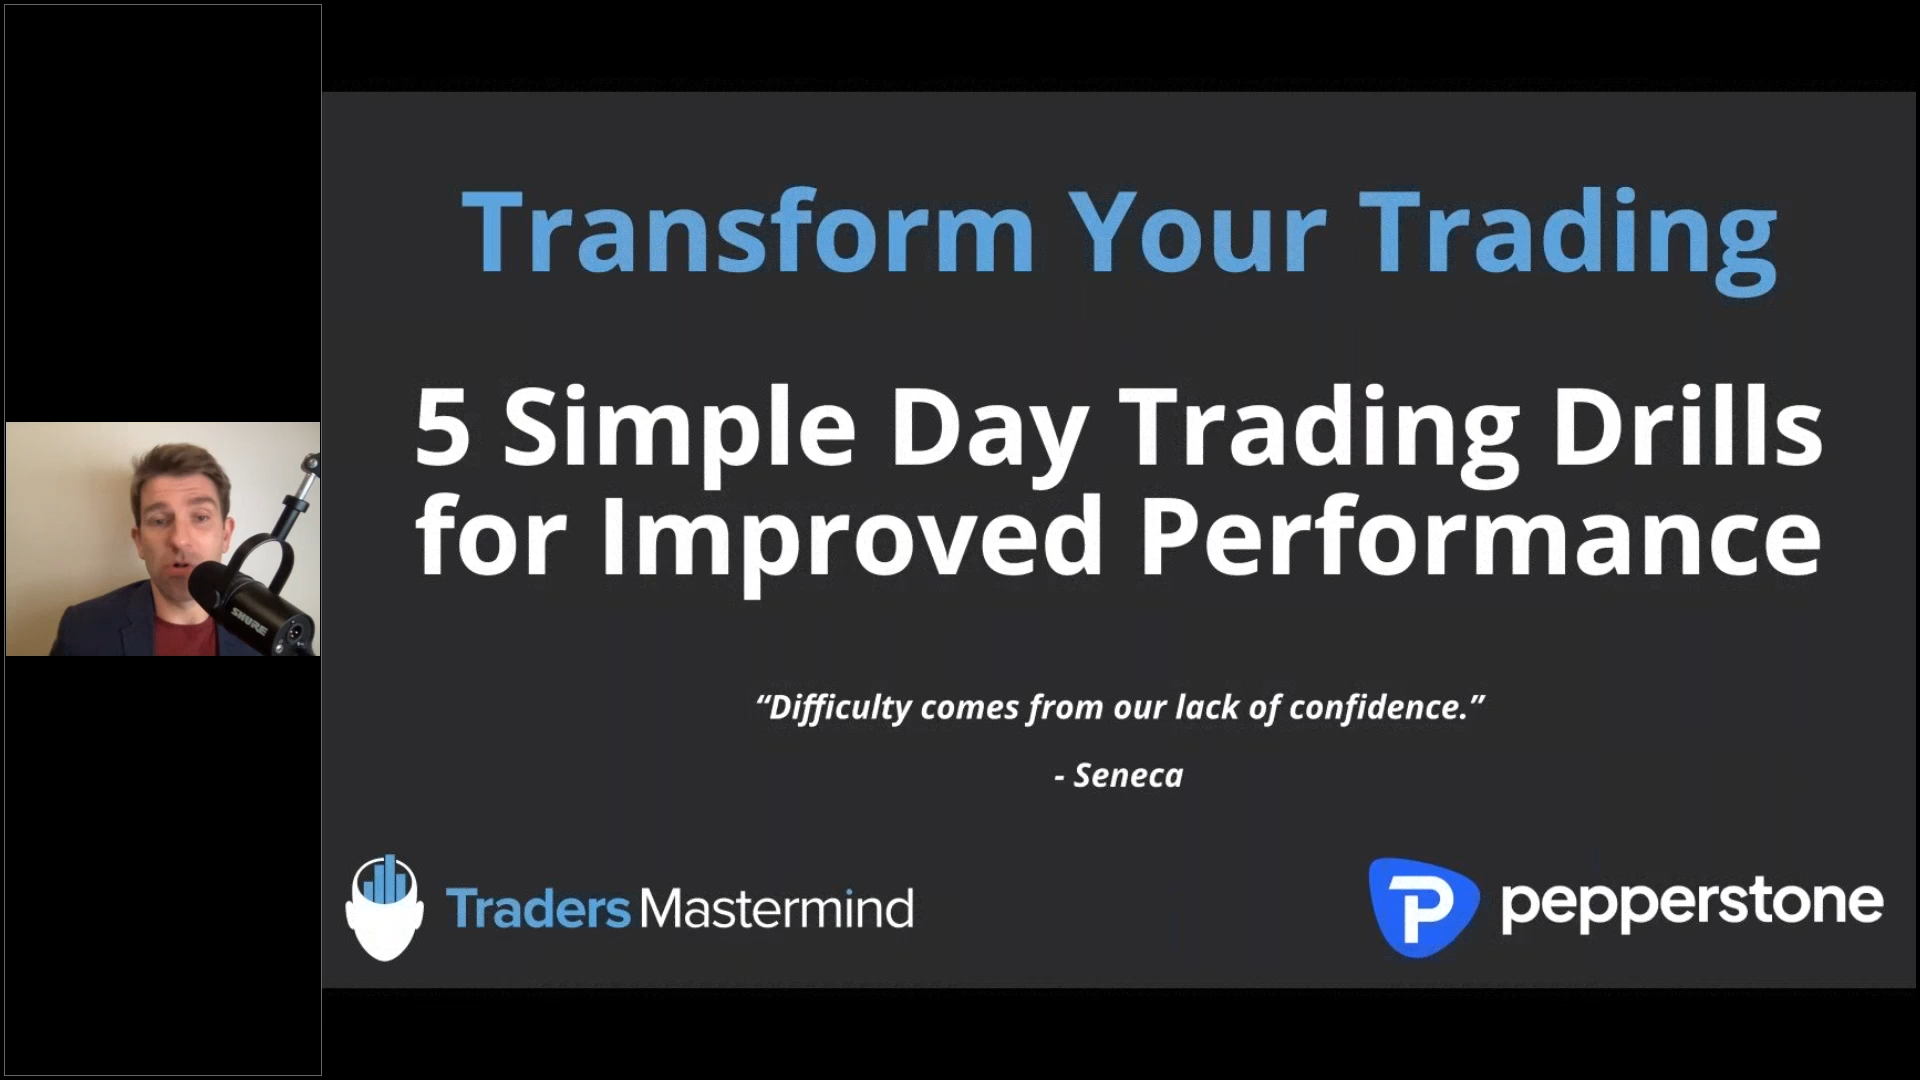 Transform Your Trading
5 Simple Day Trading Drills
for Improved Performance
“Difficulty comes from our lack of confidence.”
- Seneca
Traders Mastermind
pepperstone
SHURE